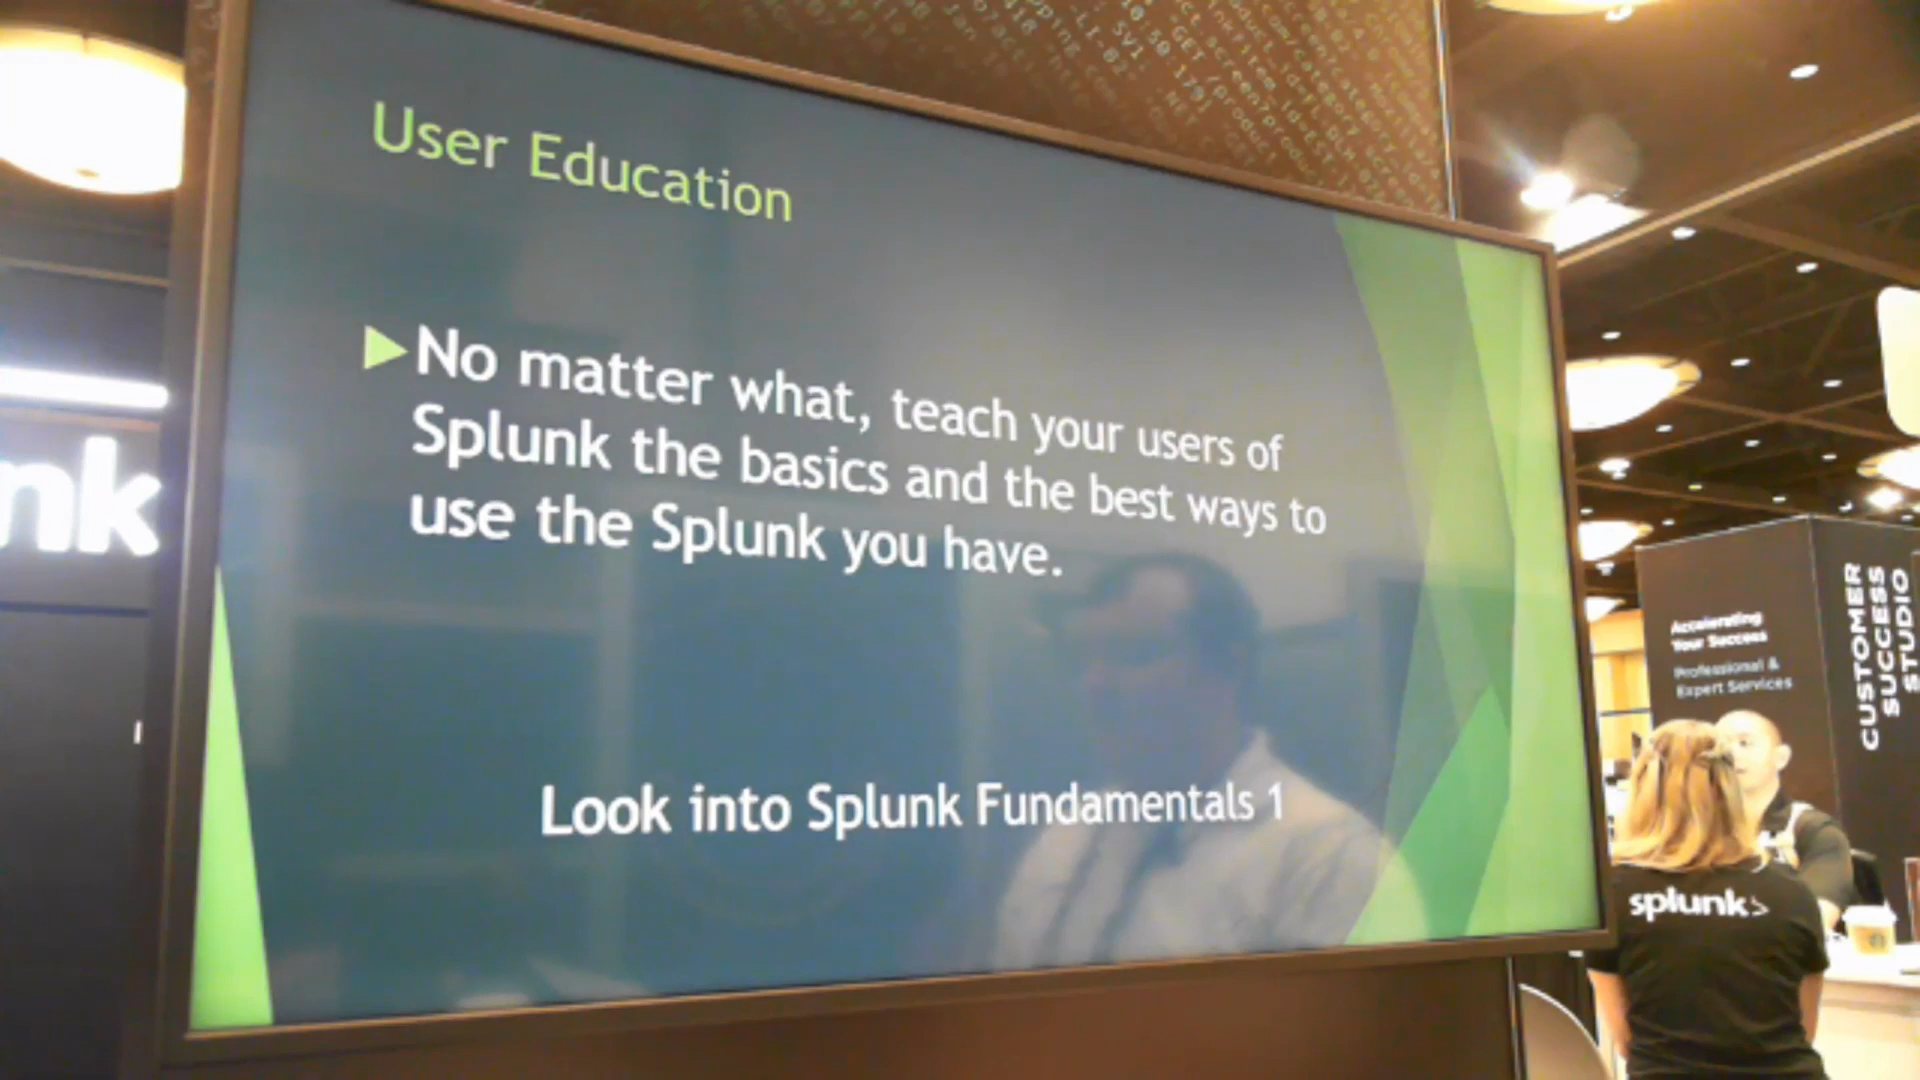 User Education
No matter what, teach your users of
Splunk the basics and the best ways to
use the Splunk you have.
Look into Splunk Fundamentals 1
nk
Accelerating
Your Success
Professional &
Expert Services
CUSTOMER
SUCCESS
STUDIO
splunk>